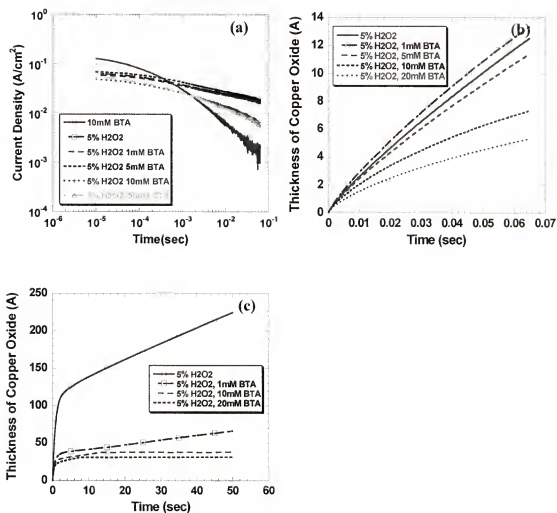 (a)
Current Density (A/cm²)
10⁰
10⁻¹
10⁻²
10⁻³
10⁻⁴
10mM BTA
5% H2O2
5% H2O2 1mM BTA
5% H2O2 5mM BTA
5% H2O2 10mM BTA
5% H2O2
10⁻⁶ 10⁻⁵ 10⁻⁴ 10⁻³ 10⁻² 10⁻¹ 10⁰
Time(sec)
(b)
Thickness of Copper Oxide (A)
14
12
10
8
6
4
2
0
5% H2O2,
5% H2O2, 1mM BTA
5% H2O2, 5mM BTA
5% H2O2, 10mM BTA
5% H2O2, 20mM BTA
0 0.01 0.02 0.03 0.04 0.05 0.06 0.07
Time (sec)
(c)
Thickness of Copper Oxide (A)
250
200
150
100
50
0
5% H2O2
5% H2O2, 1mM BTA
5% H2O2, 10mM BTA
5% H2O2, 20mM BTA
0 10 20 30 40 50 60
Time (sec)